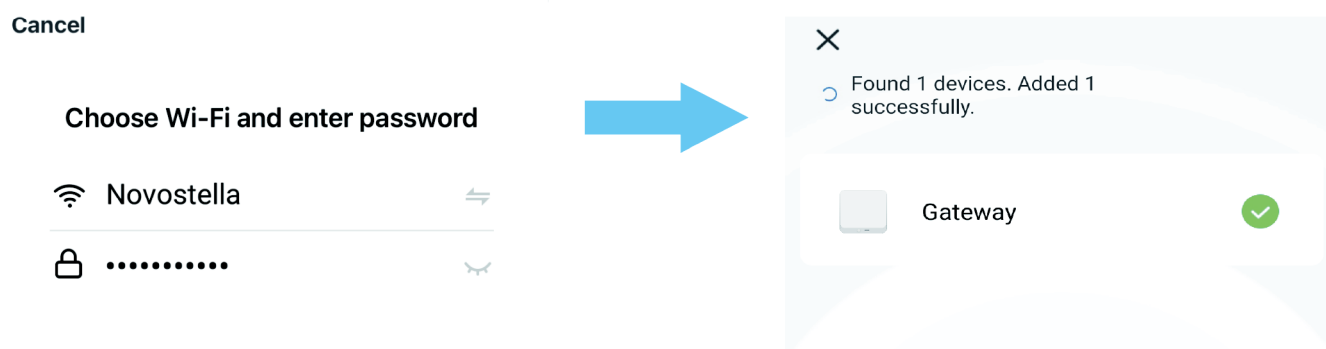 Cancel
Choose Wi-Fi and enter password
Novostella
•••••••••••
Found 1 devices. Added 1
successfully.
Gateway